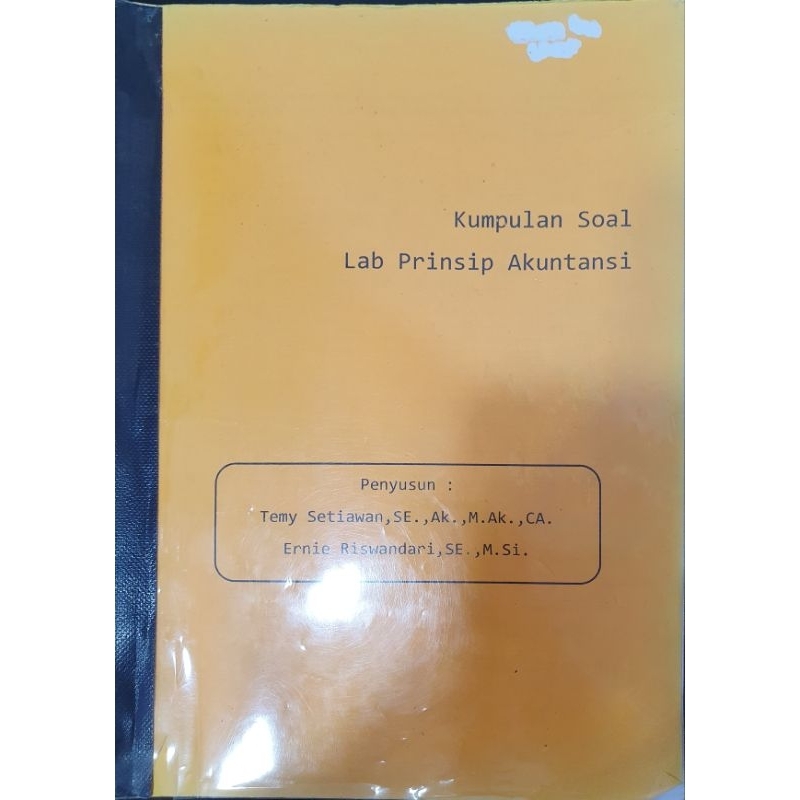 Kumpulan Soal
Lab Prinsip Akuntansi
Penyusun :
Temy Setiawan,SE.,Ak.,M.Ak.,CA.
Ernie Riswandari,SE.,M.Si.